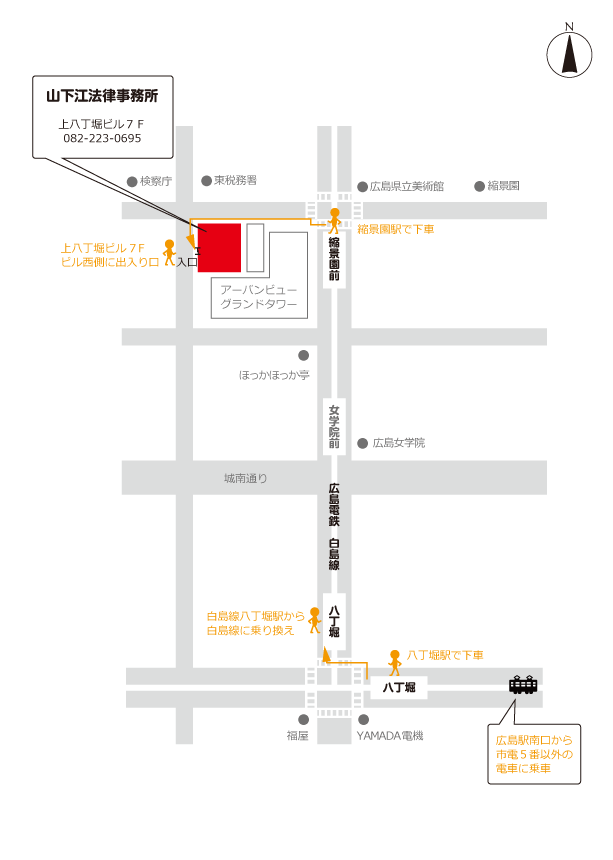 N
山下江法律事務所
上八丁堀ビル７F
082-223-0695
検察庁
東税務署
広島県立美術館
縮景園
縮景園駅で下車
上八丁堀ビル７F
ビル西側に出入り口
入口
縮景園前
アーバンビュー
グランドタワー
ほっかほっか亭
女学院前
広島女学院
城南通り
広島電鉄 白島線
白島線八丁堀駅から
白島線に乗り換え
八丁堀
八丁堀駅で下車
八丁堀
福屋
YAMADA電機
広島駅南口から
市電５番以外の
電車に乗車